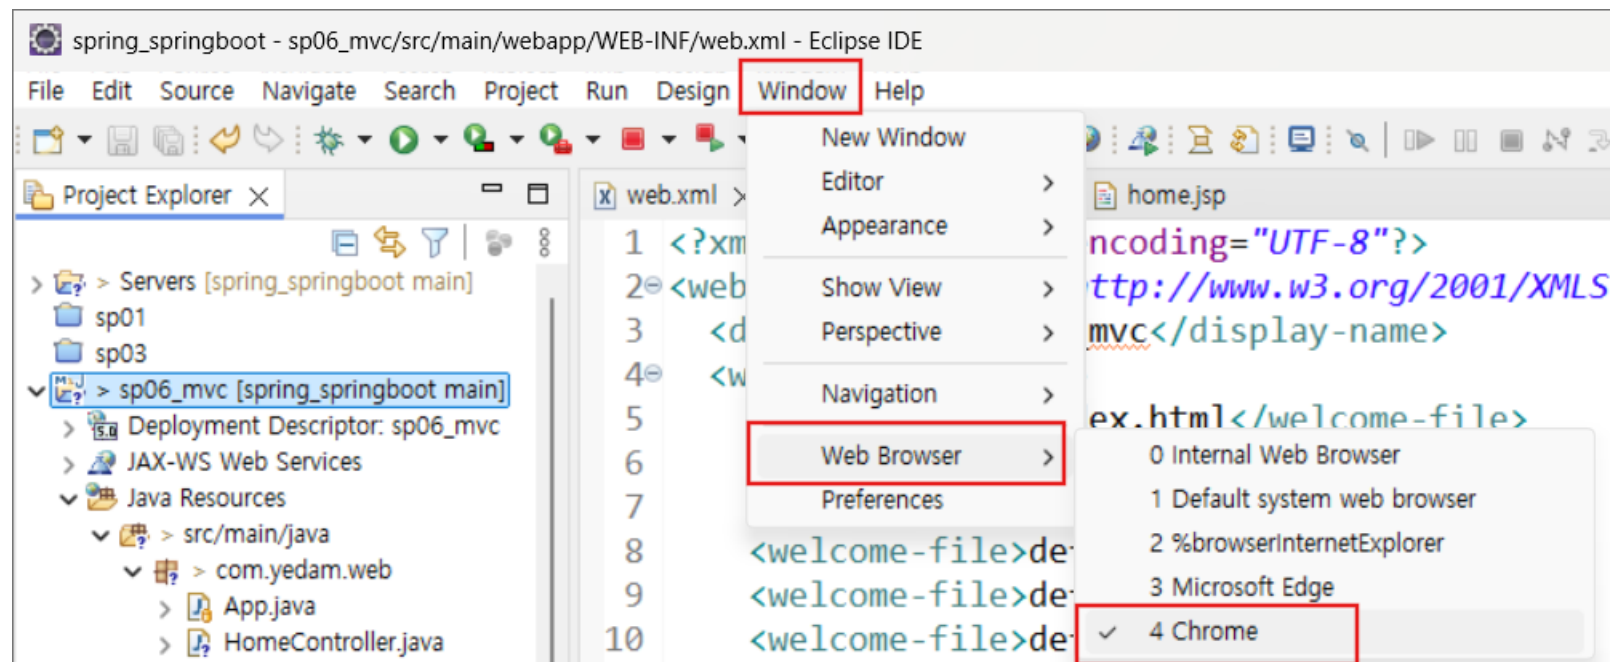 spring_springboot - sp06_mvc/src/main/webapp/WEB-INF/web.xml - Eclipse IDE
File Edit Source Navigate Search Project Run Design Window Help
New Window
Editor
Appearance
Show View
Perspective
Navigation
Web Browser
Preferences
0 Internal Web Browser
1 Default system web browser
2 %browserInternetExplorer
3 Microsoft Edge
4 Chrome
Project Explorer
> Servers [spring_springboot main]
sp01
sp03
> sp06_mvc [spring_springboot main]
Deployment Descriptor: sp06_mvc
JAX-WS Web Services
Java Resources
> src/main/java
> com.yedam.web
App.java
HomeController.java
web.xml home.jsp
1 <?xm ncoding="UTF-8"?>
2 <web ttp://www.w3.org/2001/XMLS
3 <d mvc</display-name>
4 <w
5 ex.html</welcome-file>
6
7
8 <welcome-file>de
9 <welcome-file>de
10 <welcome-file>de